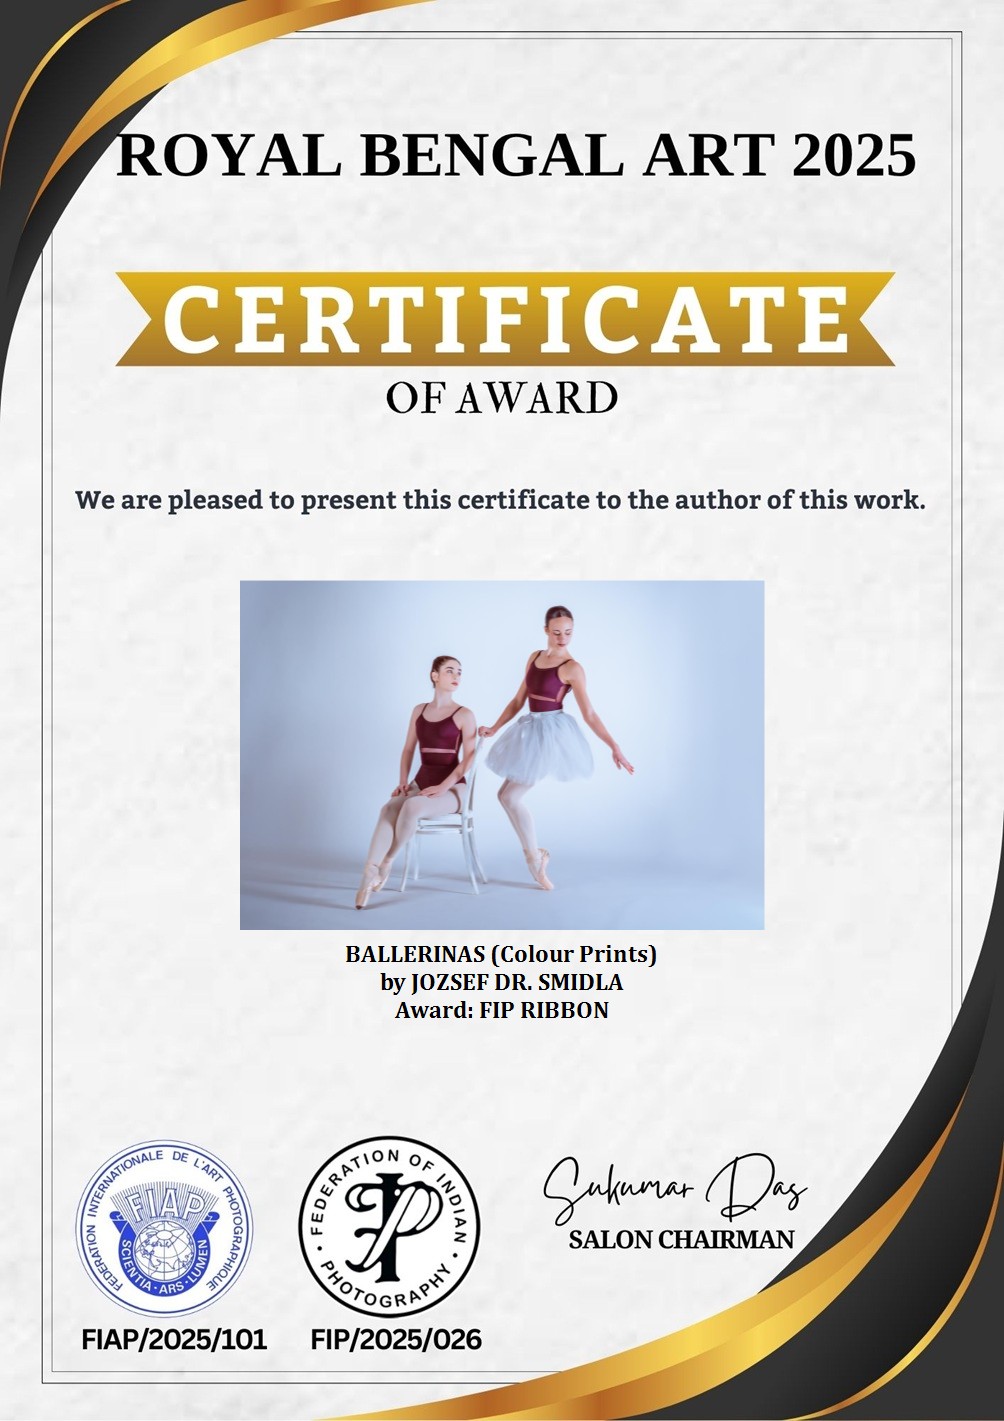 ROYAL BENGAL ART 2025
CERTIFICATE
OF AWARD
We are pleased to present this certificate to the author of this work.
BALLERINAS (Colour Prints)
by JOZSEF DR. SMIDLA
Award: FIP RIBBON
FEDERATION INTERNATIONALE DE L'ART PHOTOGRAPHIQUE
FIAP
SCIENTIA - ARS - LUMEN
FIAP/2025/101
• FEDERATION OF INDIAN •
PHOTOGRAPHY
FIP
FIP/2025/026
Sukumar Das
SALON CHAIRMAN